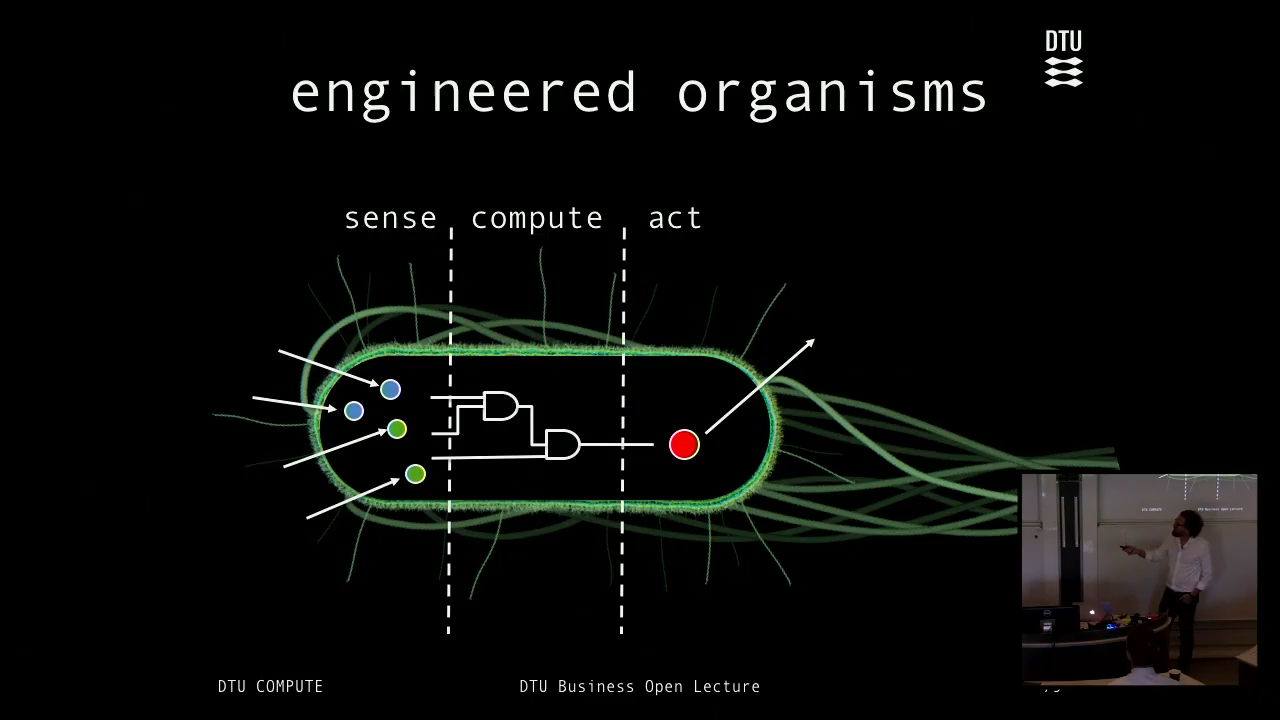 DTU
engineered organisms
sense compute act
DTU COMPUTE DTU Business Open Lecture